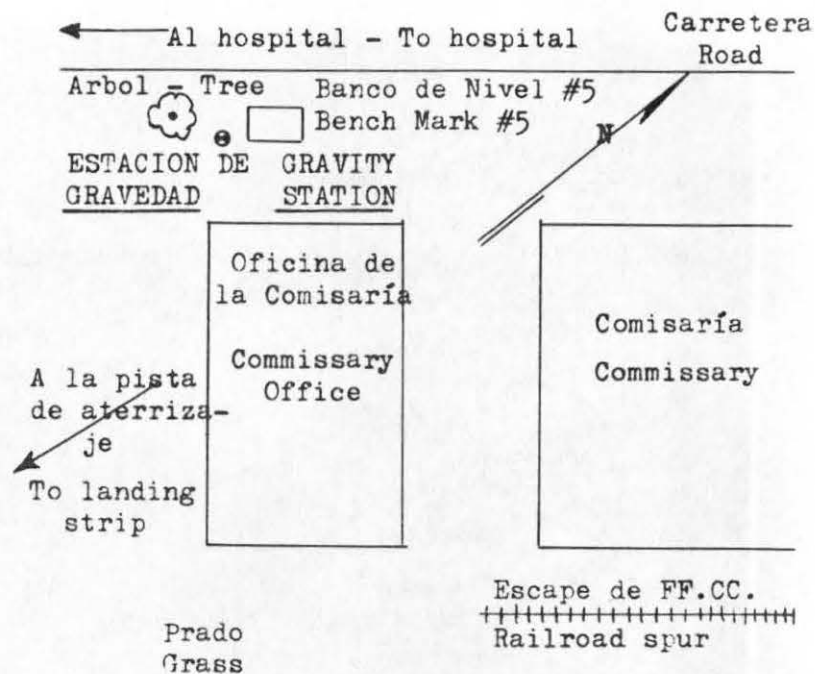 Al hospital - To hospital
Carretera
Road
Arbol - Tree
Banco de Nivel #5
Bench Mark #5
N
ESTACION DE GRAVITY
GRAVEDAD STATION
Oficina de
la Comisaría
Commissary
Office
Comisaría
Commissary
A la pista
de aterriza-
je
To landing
strip
Escape de FF.CC.
Railroad spur
Prado
Grass